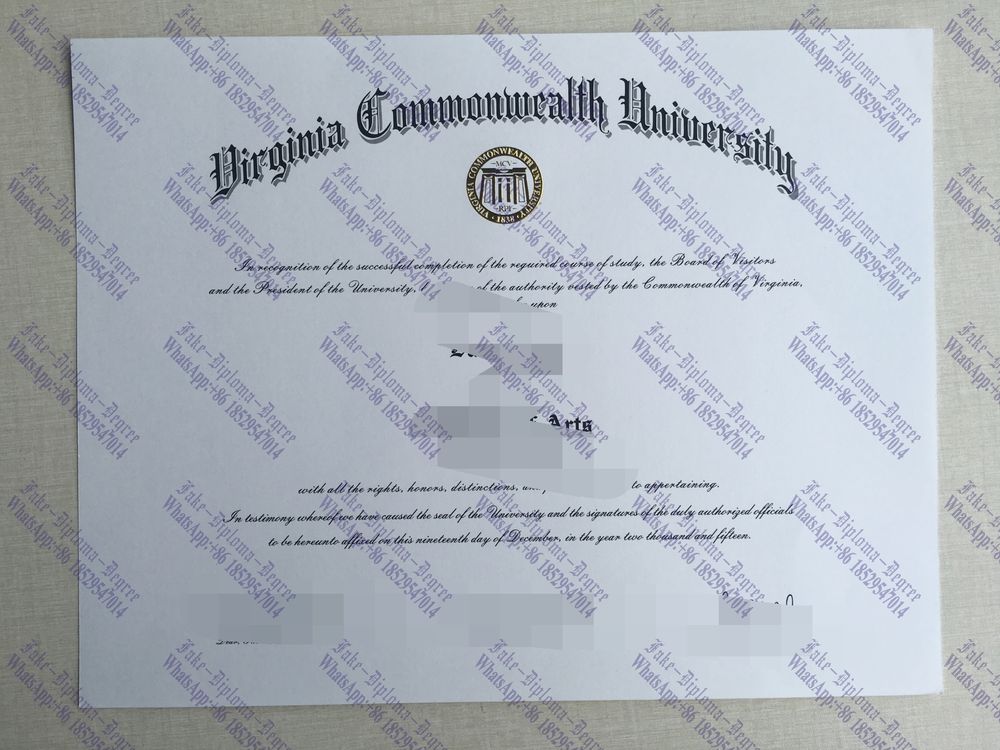 Virginia Commonwealth University
VIRGINIA COMMONWEALTH UNIVERSITY
MCV
RPI
1838
In recognition of the successful completion of the required course of study, the Board of Visitors
and the President of the University, of the authority vested by the Commonwealth of Virginia,
upon
Arts
with all the rights, honors, distinctions, to appertaining.
In testimony whereof we have caused the seal of the University and the signatures of the duly authorized officials
to be hereunto affixed on this nineteenth day of December, in the year two thousand and fifteen.
Fake-Diploma-Degree
WhatsApp:+86 18529547014